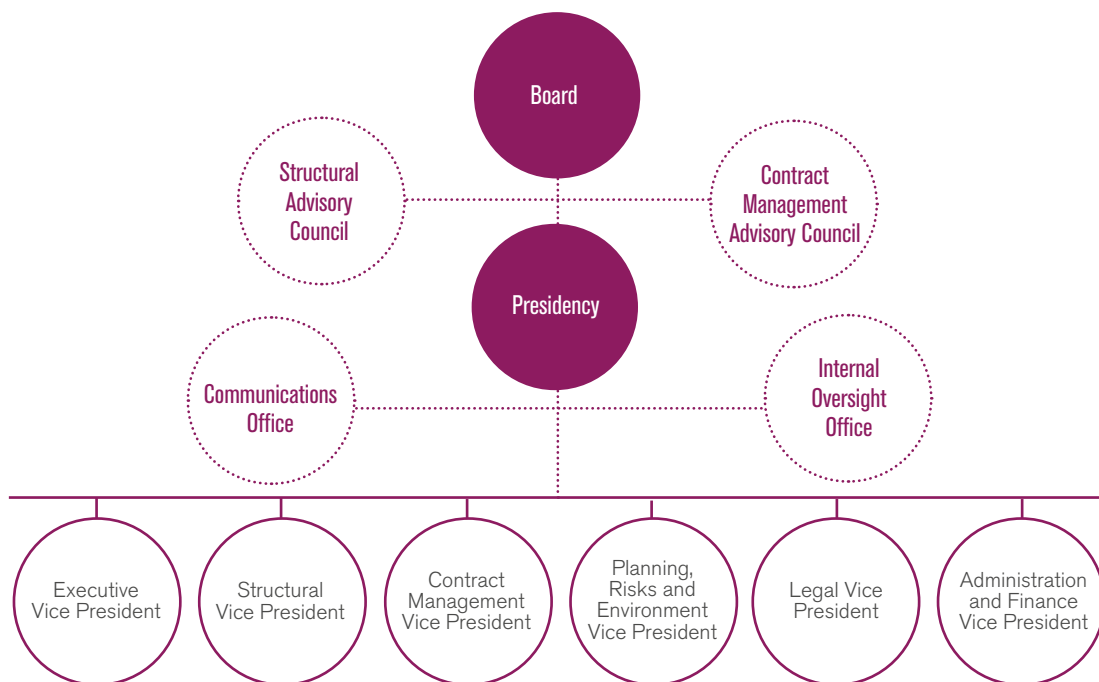 Board
Structural
Advisory
Council
Contract
Management
Advisory Council
Presidency
Communications
Office
Internal
Oversight
Office
Executive
Vice President
Structural
Vice President
Contract
Management
Vice President
Planning,
Risks and
Environment
Vice President
Legal Vice
President
Administration
and Finance
Vice President